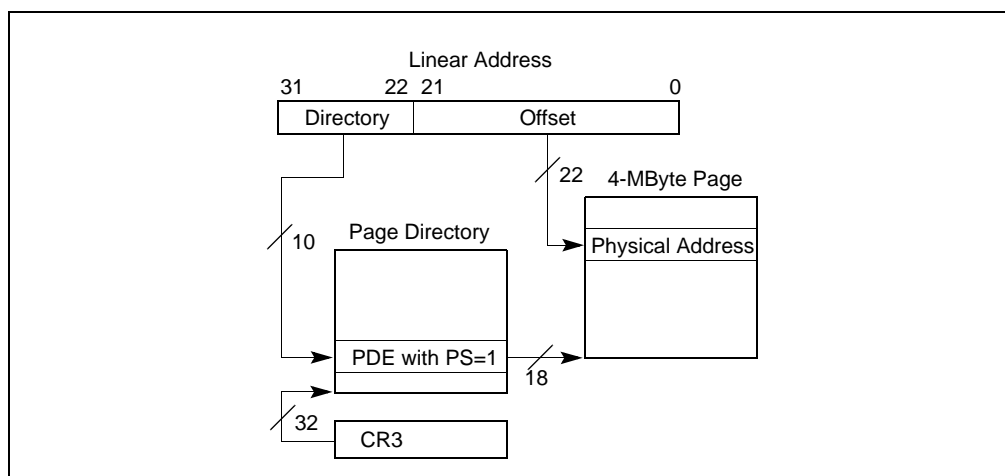 Linear Address
31 22 21 0
Directory Offset
22
4-MByte Page
10
Page Directory
Physical Address
PDE with PS=1
18
32
CR3